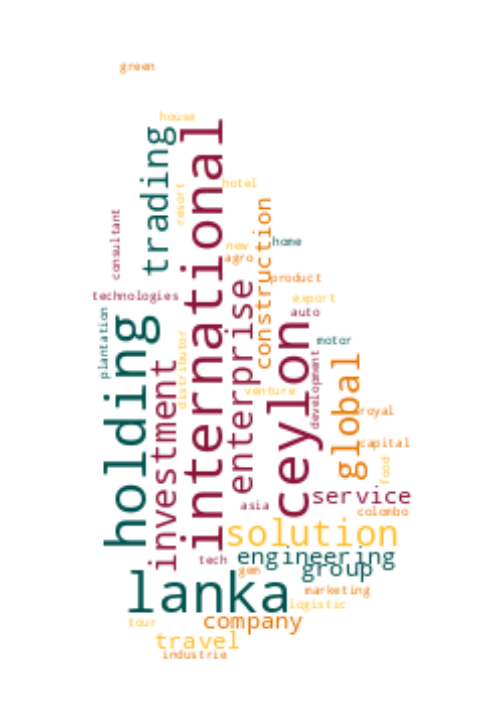 green
house
international
trading
resort
hotel
construction
consultant
home
new
agro
product
technologies
export
enterprise
plantation
auto
holding
ceylon
distributor
motor
development
global
investment
venture
royal
capital
food
service
asia
colombo
solution
engineering
tech
group
gem
lanka
marketing
logistic
company
tour
travel
industrie